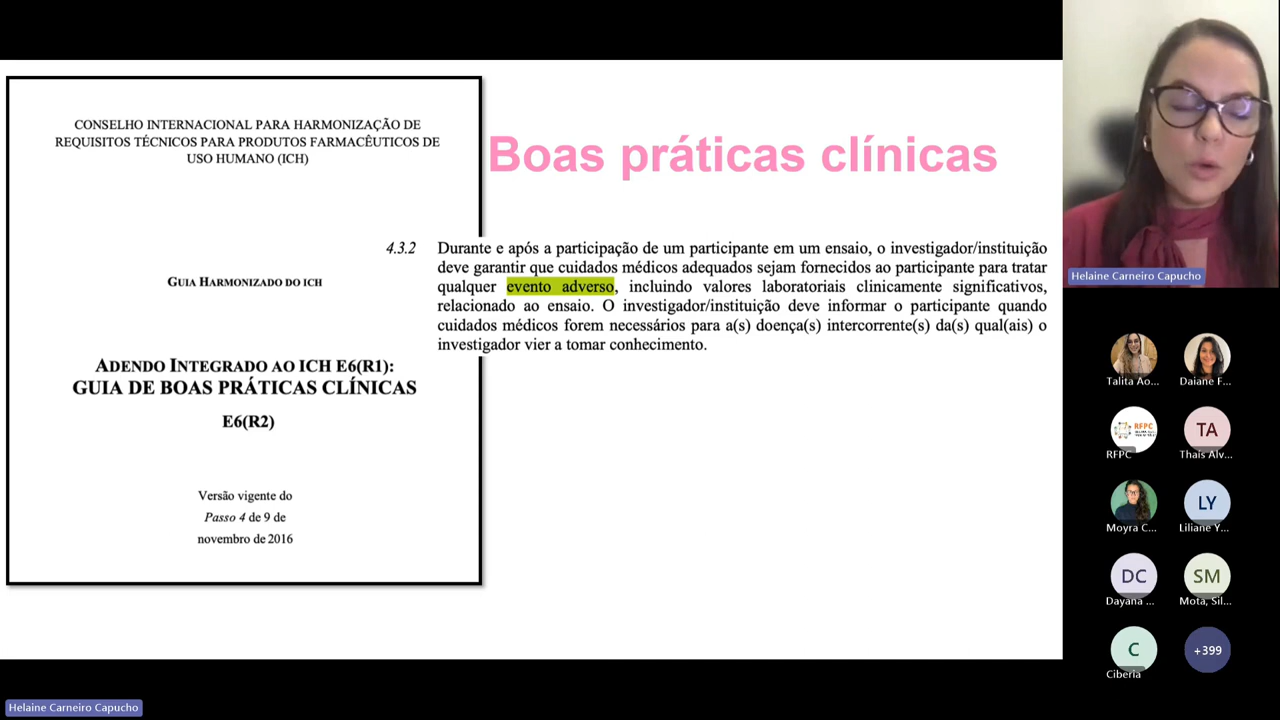 CONSELHO INTERNACIONAL PARA HARMONIZAÇÃO DE
REQUISITOS TÉCNICOS PARA PRODUTOS FARMACÊUTICOS DE
USO HUMANO (ICH)
GUIA HARMONIZADO DO ICH
ADENDO INTEGRADO AO ICH E6(R1):
GUIA DE BOAS PRÁTICAS CLÍNICAS
E6(R2)
Versão vigente do
Passo 4 de 9 de
novembro de 2016
Boas práticas clínicas
4.3.2 Durante e após a participação de um participante em um ensaio, o investigador/instituição
deve garantir que cuidados médicos adequados sejam fornecidos ao participante para tratar
qualquer evento adverso, incluindo valores laboratoriais clinicamente significativos,
relacionado ao ensaio. O investigador/instituição deve informar o participante quando
cuidados médicos forem necessários para a(s) doença(s) intercorrente(s) da(s) qual(ais) o
investigador vier a tomar conhecimento.
Helaine Carneiro Capucho
Talita Ao...
Daiane F...
RFPC
RFPC
TA
Thais Alv...
Moyra C...
LY
Liliane Y...
DC
Dayana ...
SM
Mota, Sil...
C
Ciberia
+399
Helaine Carneiro Capucho